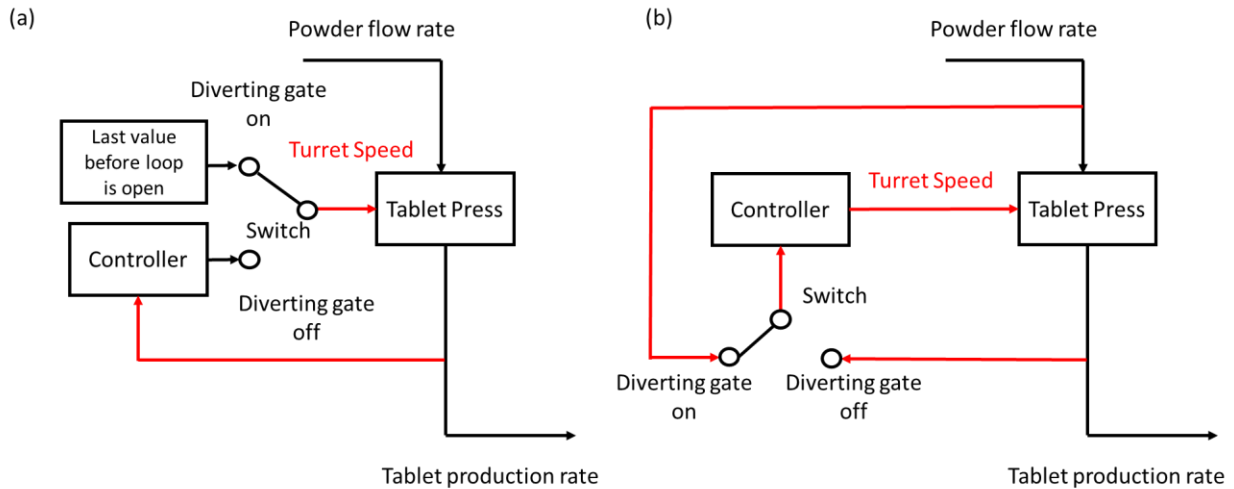 (a)
Powder flow rate
Diverting gate
on
Last value
before loop
is open
Turret Speed
Tablet Press
Switch
Controller
Diverting gate
off
Tablet production rate
(b)
Powder flow rate
Turret Speed
Controller
Tablet Press
Switch
Diverting gate
on
Diverting gate
off
Tablet production rate